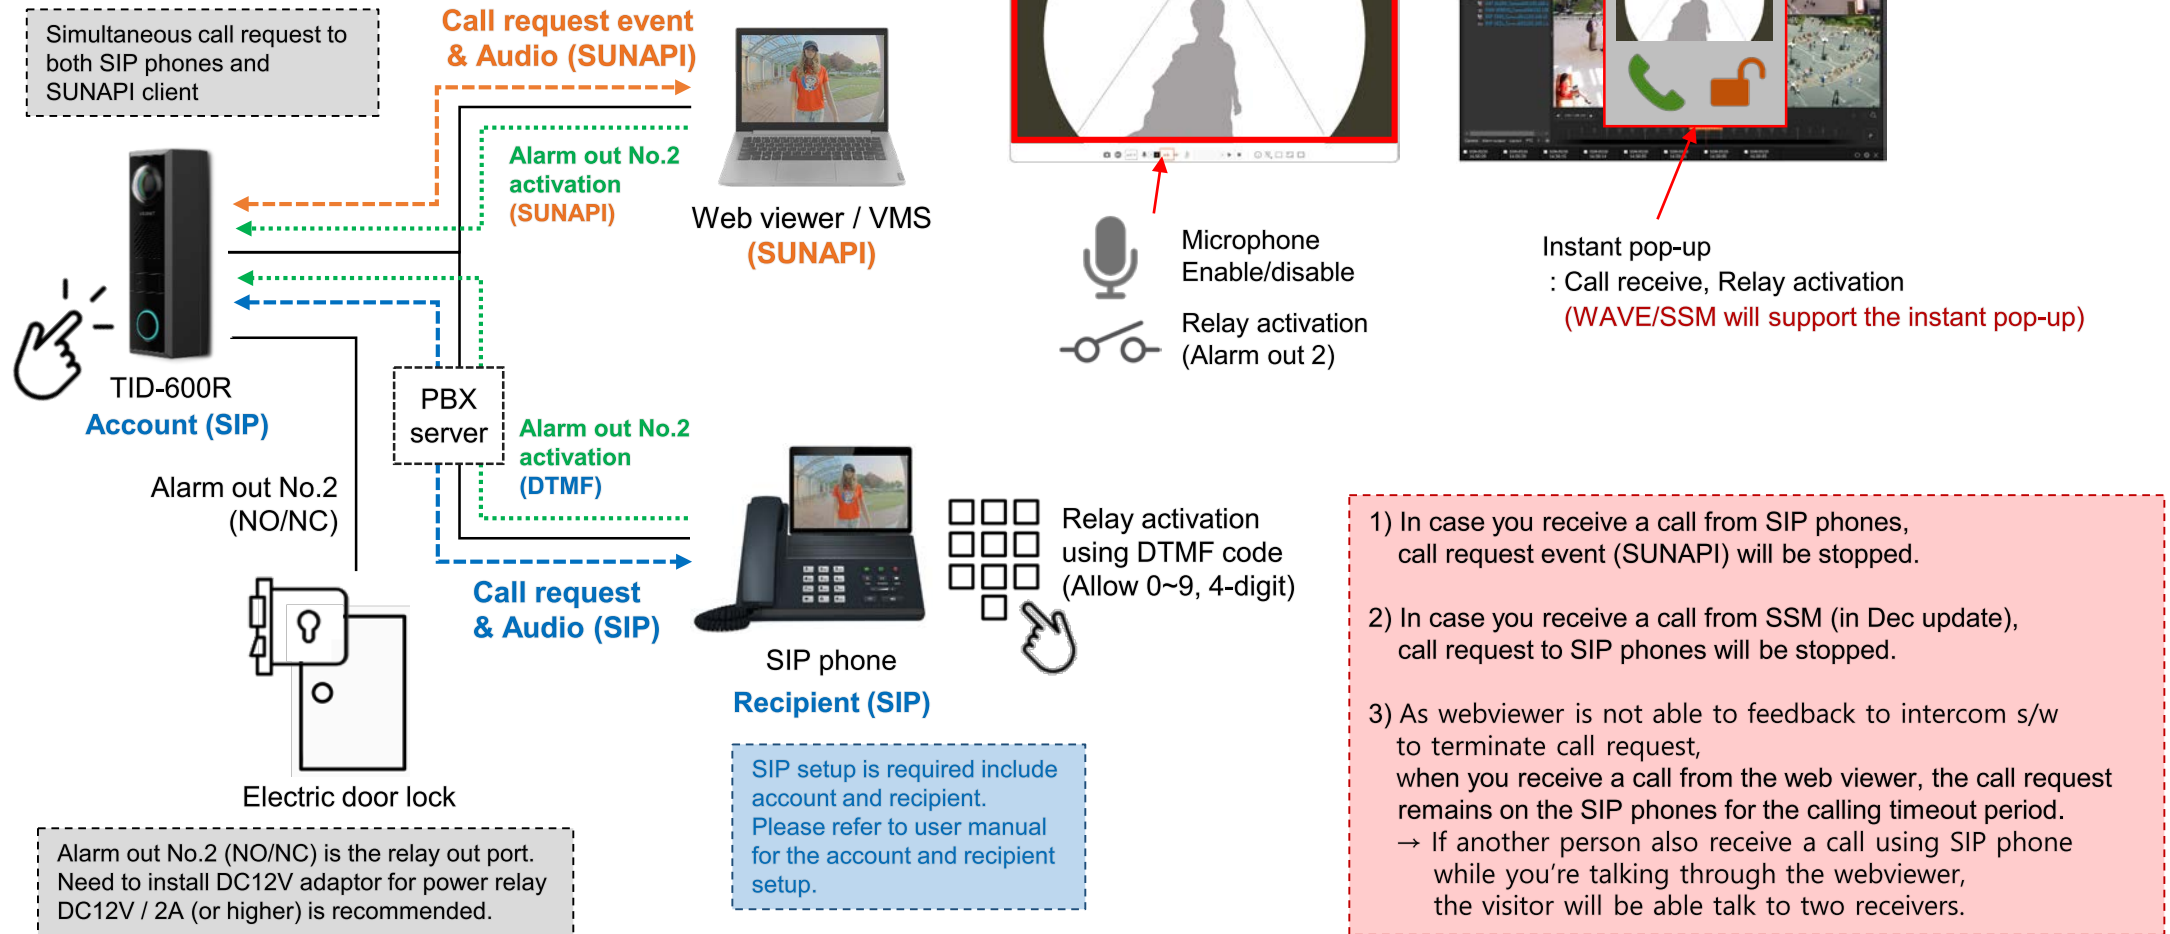 Simultaneous call request to
both SIP phones and
SUNAPI client
Call request event
& Audio (SUNAPI)
Alarm out No.2
activation
(SUNAPI)
Web viewer / VMS
(SUNAPI)
Microphone
Enable/disable
Relay activation
(Alarm out 2)
Instant pop-up
: Call receive, Relay activation
(WAVE/SSM will support the instant pop-up)
TID-600R
Account (SIP)
PBX
server
Alarm out No.2
activation
(DTMF)
Alarm out No.2
(NO/NC)
Call request
& Audio (SIP)
SIP phone
Recipient (SIP)
Relay activation
using DTMF code
(Allow 0~9, 4-digit)
Electric door lock
Alarm out No.2 (NO/NC) is the relay out port.
Need to install DC12V adaptor for power relay
DC12V / 2A (or higher) is recommended.
SIP setup is required include
account and recipient.
Please refer to user manual
for the account and recipient
setup.
1) In case you receive a call from SIP phones,
call request event (SUNAPI) will be stopped.
2) In case you receive a call from SSM (in Dec update),
call request to SIP phones will be stopped.
3) As webviewer is not able to feedback to intercom s/w
to terminate call request,
when you receive a call from the web viewer, the call request
remains on the SIP phones for the calling timeout period.
→ If another person also receive a call using SIP phone
while you're talking through the webviewer,
the visitor will be able talk to two receivers.